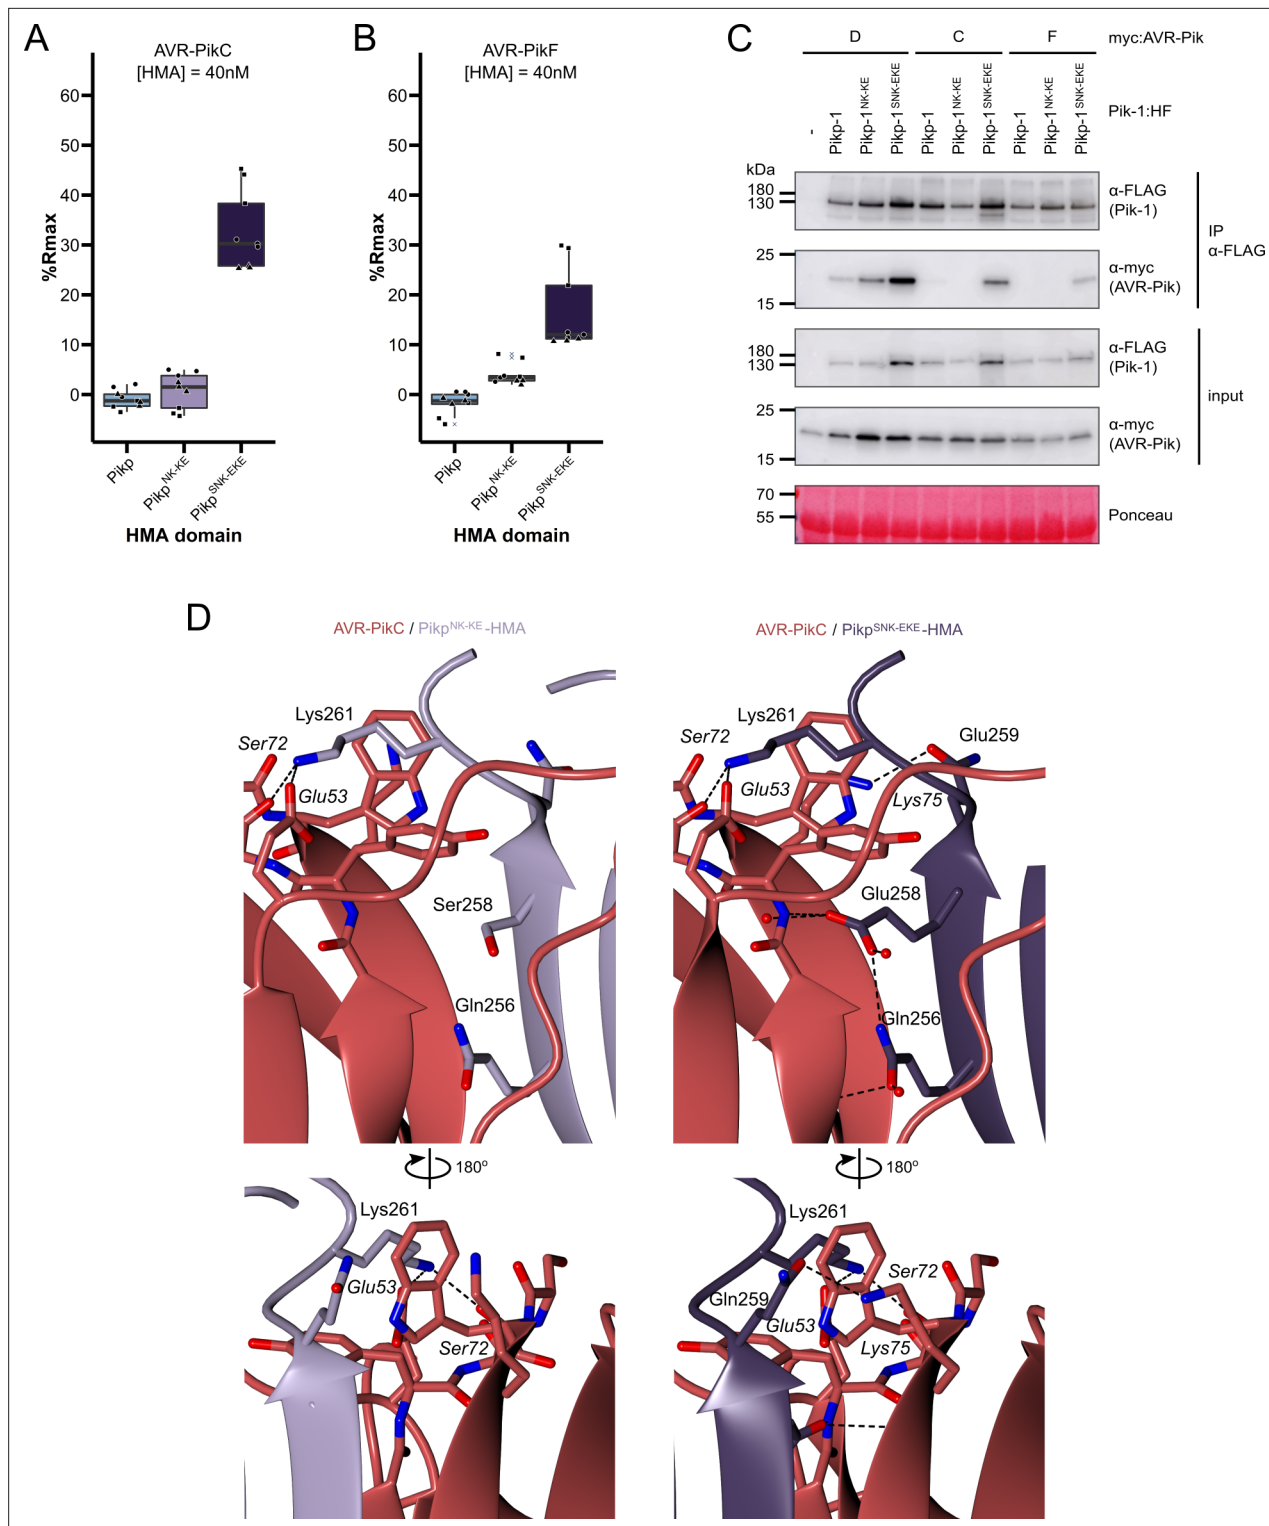 A
AVR-PikC
[HMA] = 40nM
%Rmax
60
50
40
30
20
10
0
Pikp
Pikp^NK-KE
Pikp^SNK-EKE
HMA domain
B
AVR-PikF
[HMA] = 40nM
%Rmax
60
50
40
30
20
10
0
Pikp
Pikp^NK-KE
Pikp^SNK-EKE
HMA domain
C
D C F myc:AVR-Pik
- Pikp-1 Pikp-1^NK-KE Pikp-1^SNK-EKE Pikp-1 Pikp-1^NK-KE Pikp-1^SNK-EKE Pikp-1 Pikp-1^NK-KE Pikp-1^SNK-EKE Pik-1:HF
kDa
180
130
α-FLAG
(Pik-1)
25
15
α-myc
(AVR-Pik)
IP
α-FLAG
180
130
α-FLAG
(Pik-1)
25
15
α-myc
(AVR-Pik)
input
70
55
Ponceau
D
AVR-PikC / Pikp^NK-KE-HMA
Lys261
Ser72
Glu53
Ser258
Gln256
180°
Lys261
Glu53
Ser72
AVR-PikC / Pikp^SNK-EKE-HMA
Lys261
Ser72
Glu259
Glu53
Lys75
Glu258
Gln256
180°
Lys261
Ser72
Gln259
Glu53
Lys75